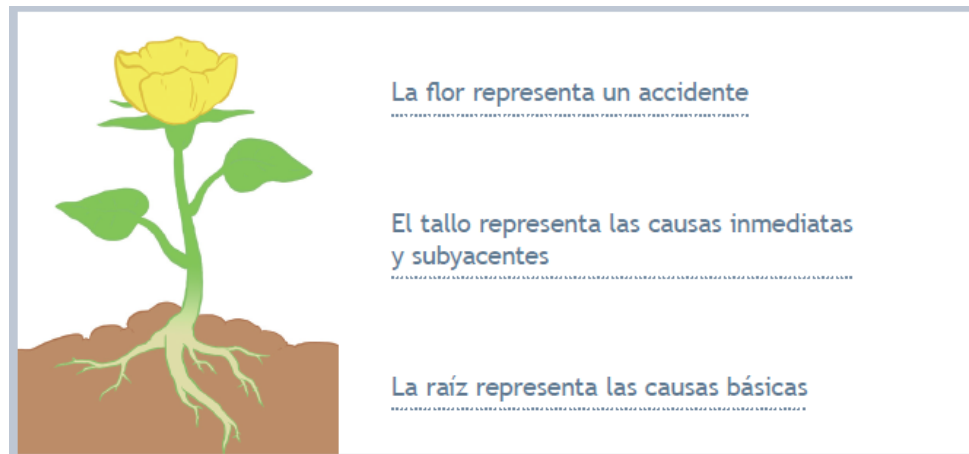 La flor representa un accidente
El tallo representa las causas inmediatas
y subyacentes
La raíz representa las causas básicas